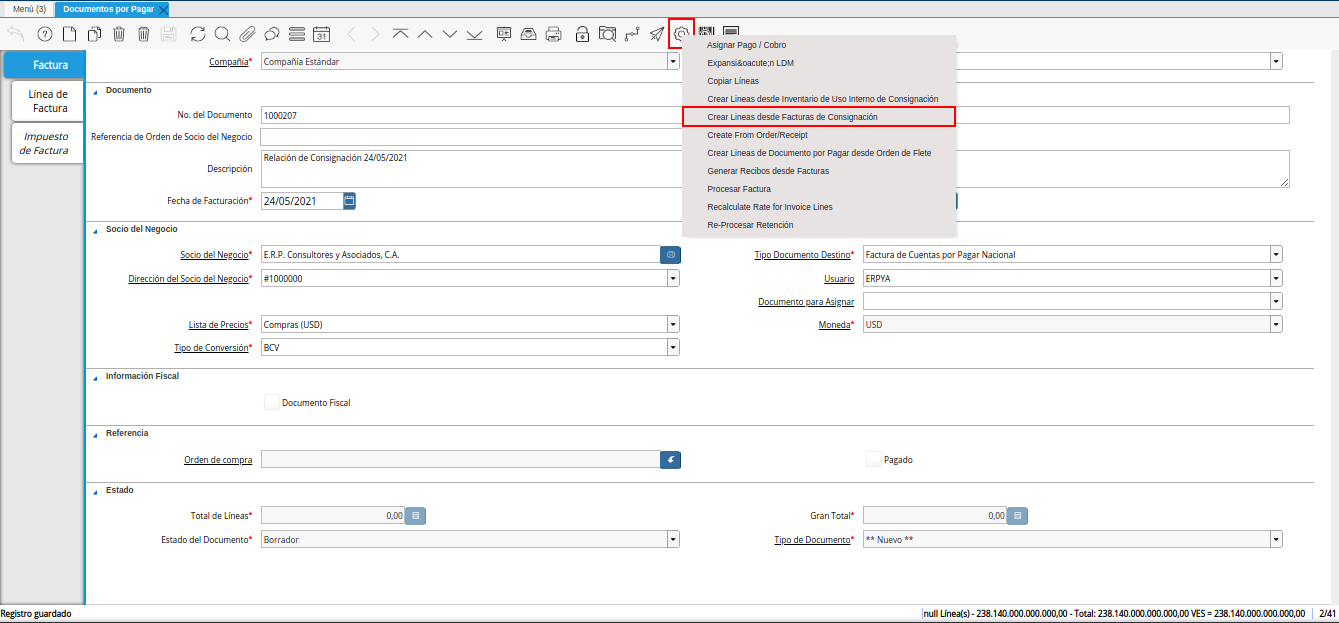 Menú (3)
Documentos por Pagar
31
Factura
Línea de
Factura
Impuesto
de Factura
Compañía*
Compañía Estándar
Asignar Pago / Cobro
Expansi&oacute;n LDM
Copiar Líneas
Crear Lineas desde Inventario de Uso Interno de Consignación
Crear Lineas desde Facturas de Consignación
Create From Order/Receipt
Crear Lineas de Documento por Pagar desde Orden de Flete
Generar Recibos desde Facturas
Procesar Factura
Recalculate Rate for Invoice Lines
Re-Procesar Retención
Documento
No. del Documento
1000207
Referencia de Orden de Socio del Negocio
Descripción
Relación de Consignación 24/05/2021
Fecha de Facturación*
24/05/2021
Socio del Negocio
Socio del Negocio*
E.R.P. Consultores y Asociados, C.A.
Tipo Documento Destino*
Factura de Cuentas por Pagar Nacional
Dirección del Socio del Negocio*
#1000000
Usuario
ERPYA
Documento para Asignar
Lista de Precios*
Compras (USD)
Moneda*
USD
Tipo de Conversión*
BCV
Información Fiscal
Documento Fiscal
Referencia
Orden de compra
Pagado
Estado
Total de Líneas*
0,00
Gran Total*
0,00
Estado del Documento*
Borrador
Tipo de Documento*
** Nuevo **
Registro guardado
null Línea(s) - 238.140.000.000.000,00 - Total: 238.140.000.000.000,00 VES = 238.140.000.000.000,00
2/41